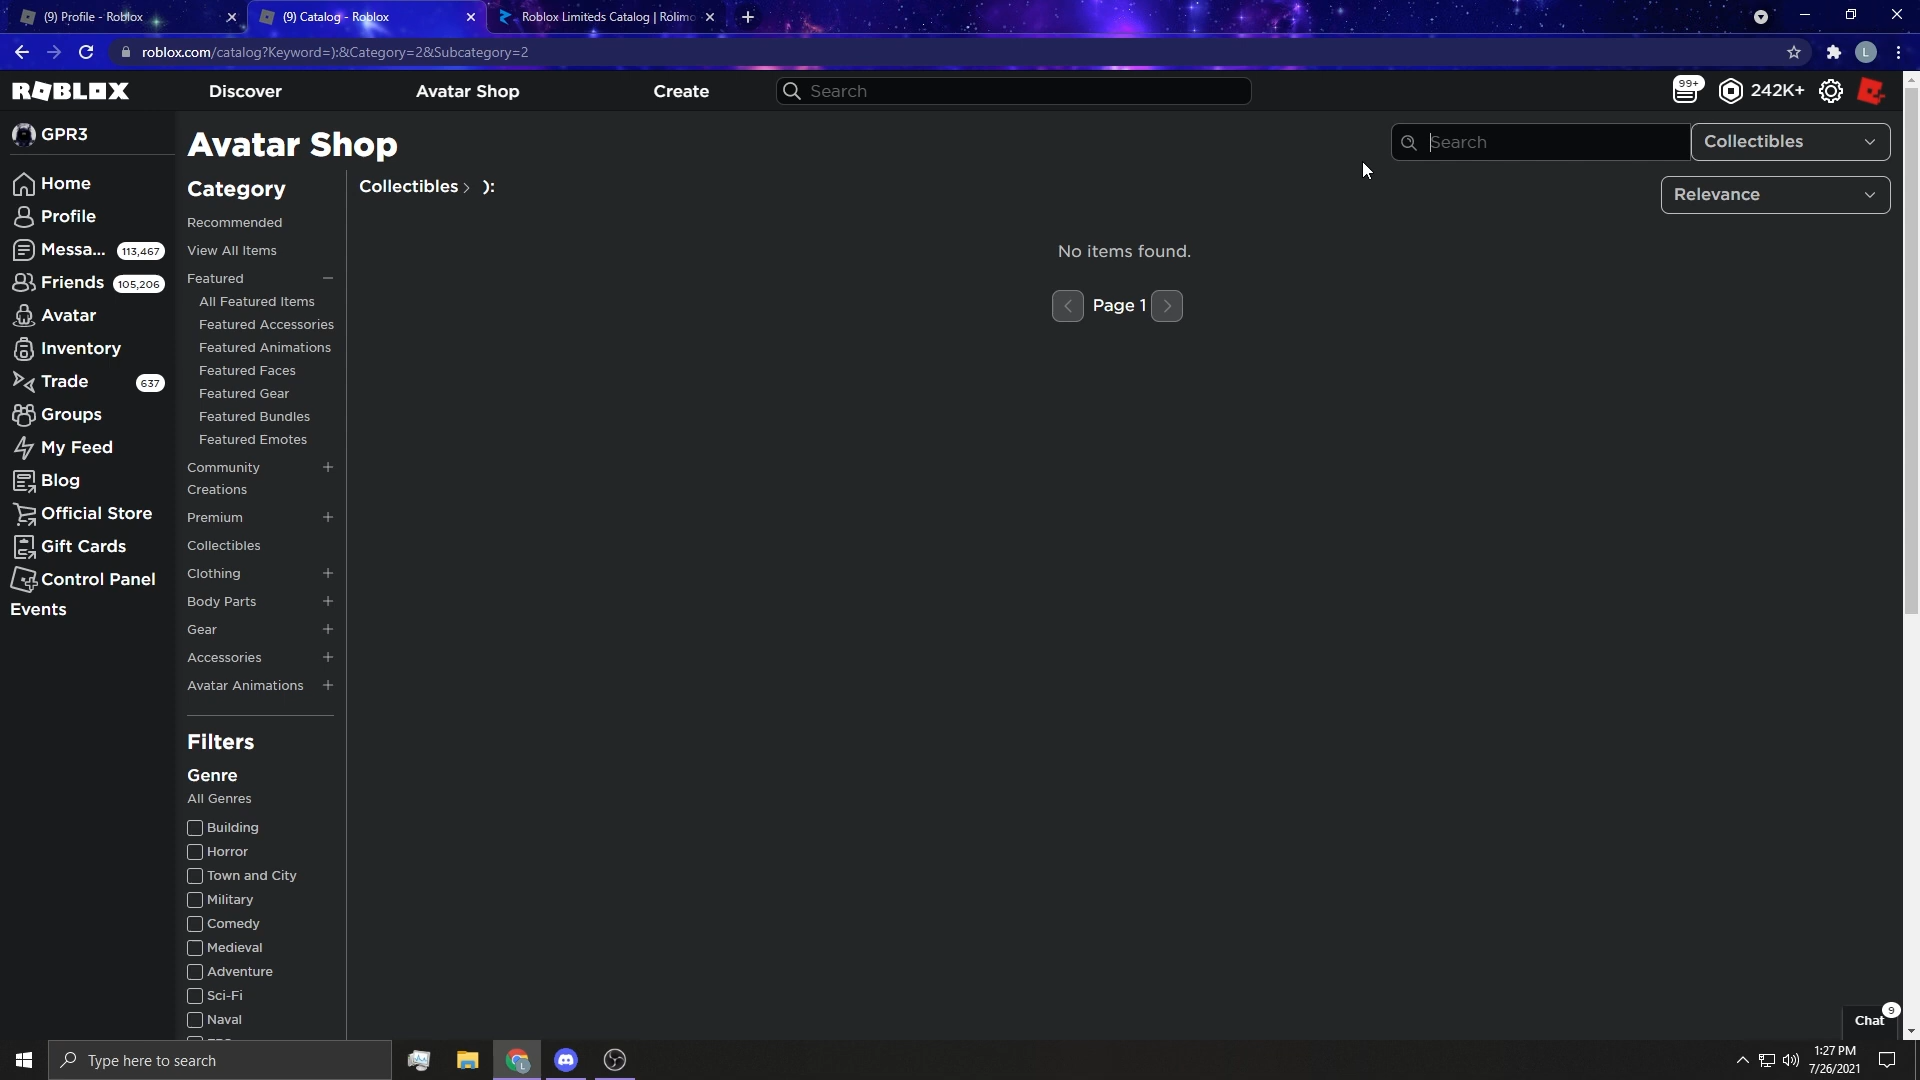 (9) Profile - Roblox
(9) Catalog - Roblox
Roblox Limiteds Catalog | Rolimo
roblox.com/catalog?Keyword=):&Category=2&Subcategory=2
L
ROBLOX
Discover
Avatar Shop
Create
Search
99+
242K+
GPR3
Home
Profile
Messa... 113,467
Friends 105,206
Avatar
Inventory
Trade 637
Groups
My Feed
Blog
Official Store
Gift Cards
Control Panel
Events
Avatar Shop
Search
Collectibles
Category
Collectibles > ):
Relevance
Recommended
View All Items
Featured
All Featured Items
Featured Accessories
Featured Animations
Featured Faces
Featured Gear
Featured Bundles
Featured Emotes
Community
Creations
Premium
Collectibles
Clothing
Body Parts
Gear
Accessories
Avatar Animations
No items found.
Page 1
Filters
Genre
All Genres
Building
Horror
Town and City
Military
Comedy
Medieval
Adventure
Sci-Fi
Naval
Chat 9
Type here to search
1:27 PM
7/26/2021